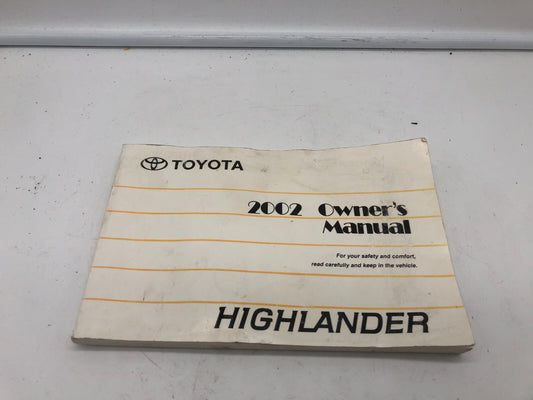 TOYOTA
2002 Owner's
Manual
For your safety and comfort,
read carefully and keep in the vehicle.
HIGHLANDER